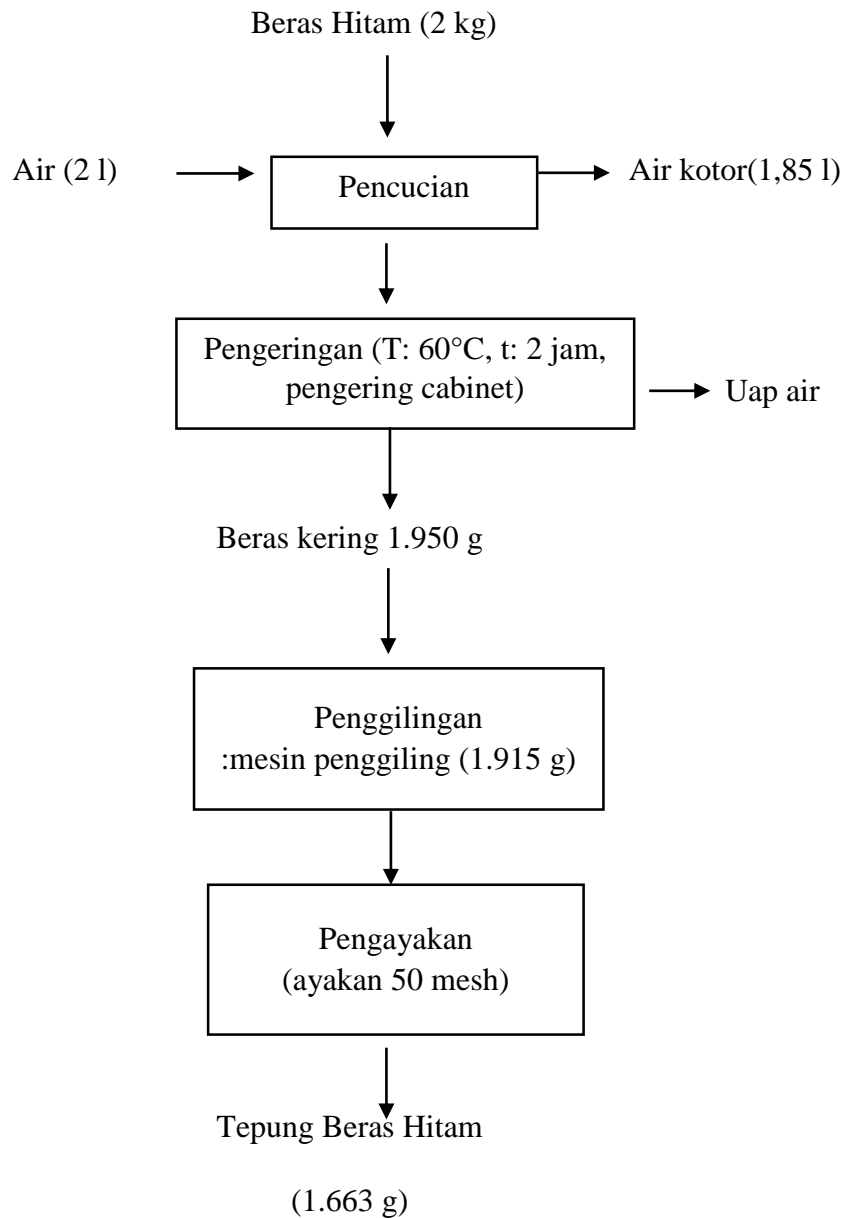 Beras Hitam (2 kg)
Air (2 l)
Pencucian
Air kotor(1,85 l)
Pengeringan (T: 60°C, t: 2 jam,
pengering cabinet)
Uap air
Beras kering 1.950 g
Penggilingan
:mesin penggiling (1.915 g)
Pengayakan
(ayakan 50 mesh)
Tepung Beras Hitam
(1.663 g)